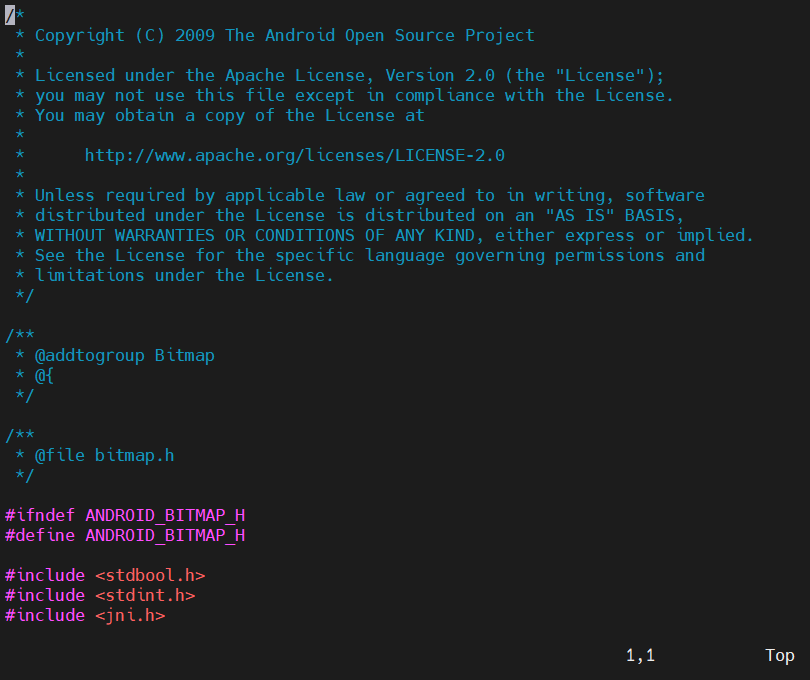 /*
 * Copyright (C) 2009 The Android Open Source Project
 *
 * Licensed under the Apache License, Version 2.0 (the "License");
 * you may not use this file except in compliance with the License.
 * You may obtain a copy of the License at
 *
 *      http://www.apache.org/licenses/LICENSE-2.0
 *
 * Unless required by applicable law or agreed to in writing, software
 * distributed under the License is distributed on an "AS IS" BASIS,
 * WITHOUT WARRANTIES OR CONDITIONS OF ANY KIND, either express or implied.
 * See the License for the specific language governing permissions and
 * limitations under the License.
 */

/**
 * @addtogroup Bitmap
 * @{
 */

/**
 * @file bitmap.h
 */

#ifndef ANDROID_BITMAP_H
#define ANDROID_BITMAP_H

#include <stdbool.h>
#include <stdint.h>
#include <jni.h>

1,1 Top